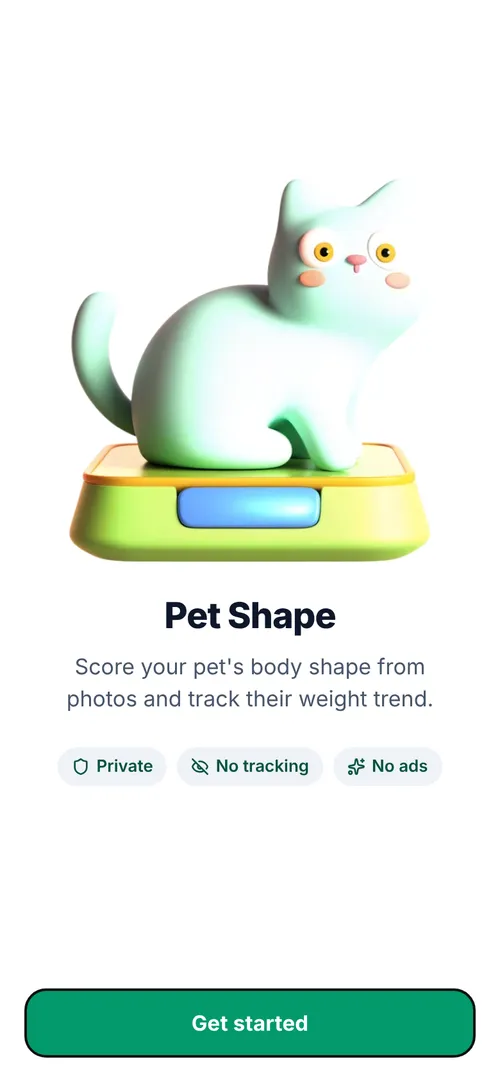 Pet Shape
Score your pet's body shape from
photos and track their weight trend.
Private
No tracking
No ads
Get started